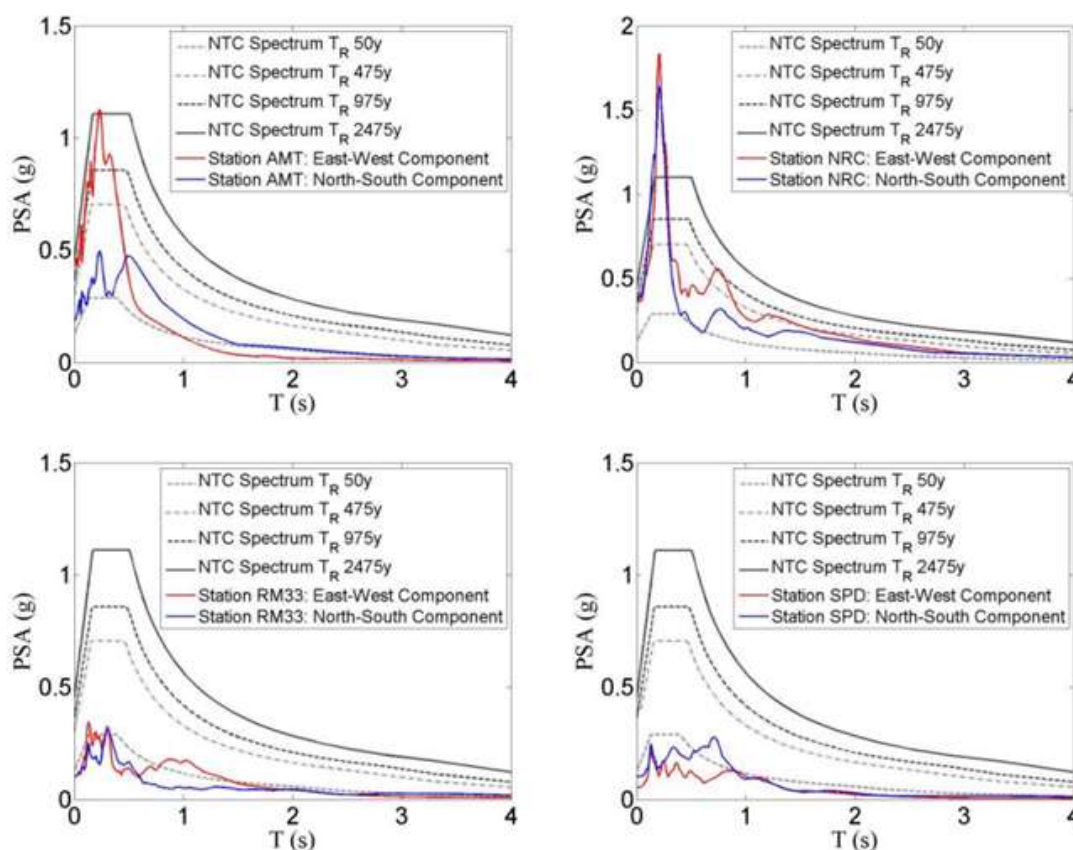 1.5
1
0.5
0
PSA (g)
NTC Spectrum T_R 50y
NTC Spectrum T_R 475y
NTC Spectrum T_R 975y
NTC Spectrum T_R 2475y
Station AMT: East-West Component
Station AMT: North-South Component
0 1 2 3 4
T (s)
2
1.5
1
0.5
0
PSA (g)
NTC Spectrum T_R 50y
NTC Spectrum T_R 475y
NTC Spectrum T_R 975y
NTC Spectrum T_R 2475y
Station NRC: East-West Component
Station NRC: North-South Component
0 1 2 3 4
T (s)
1.5
1
0.5
0
PSA (g)
NTC Spectrum T_R 50y
NTC Spectrum T_R 475y
NTC Spectrum T_R 975y
NTC Spectrum T_R 2475y
Station RM33: East-West Component
Station RM33: North-South Component
0 1 2 3 4
T (s)
1.5
1
0.5
0
PSA (g)
NTC Spectrum T_R 50y
NTC Spectrum T_R 475y
NTC Spectrum T_R 975y
NTC Spectrum T_R 2475y
Station SPD: East-West Component
Station SPD: North-South Component
0 1 2 3 4
T (s)